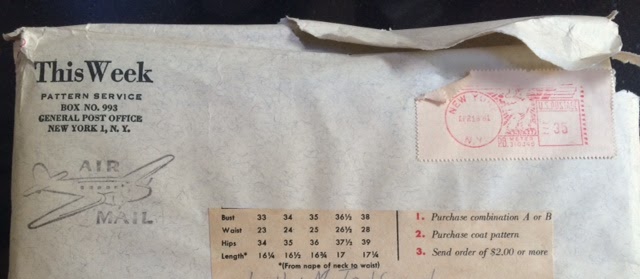 This Week
PATTERN SERVICE
BOX NO. 993
GENERAL POST OFFICE
NEW YORK 1, N. Y.
AIR
MAIL
NEW YORK
N.Y.
33
METER
Bust 33 34 35 36½ 38
Waist 23 24 25 26½ 28
Hips 34 35 36 37½ 39
Length* 16¼ 16½ 16¾ 17 17¼
*(From nape of neck to waist)
1. Purchase combination A or B
2. Purchase coat pattern
3. Send order of $2.00 or more